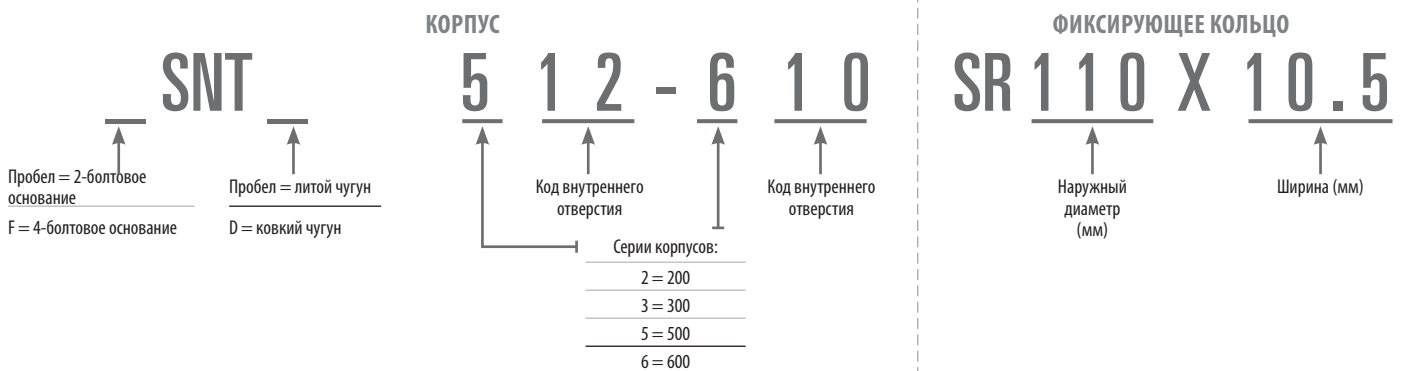 КОРПУС
ФИКСИРУЮЩЕЕ КОЛЬЦО
SNT 5 1 2 - 6 1 0
SR 1 1 0 X 1 0 . 5
Пробел = 2-болтовое
основание
F = 4-болтовое основание
Пробел = литой чугун
D = ковкий чугун
Код внутреннего
отверстия
Код внутреннего
отверстия
Серии корпусов:
2 = 200
3 = 300
5 = 500
6 = 600
Наружный
диаметр
(мм)
Ширина (мм)